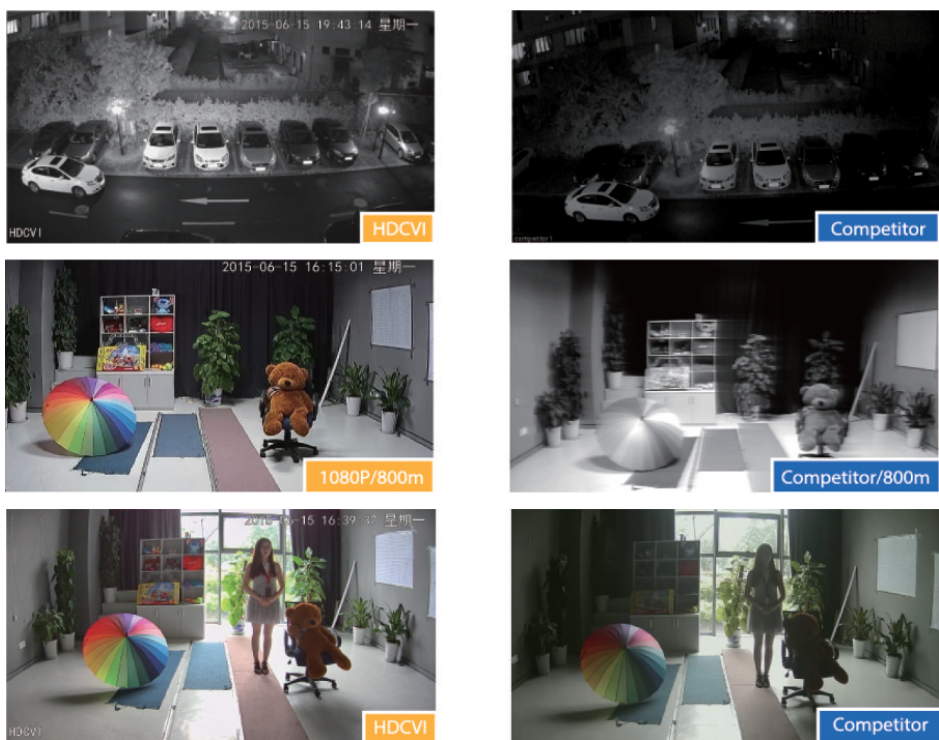 2015-06-15 19:43:14 星期一
HDCVI
HDCVI
competitor1
Competitor
2015-06-15 16:15:01 星期一
1080P/800m
Competitor/800m
2015-06-15 16:39:37 星期一
HDCVI
HDCVI
Competitor